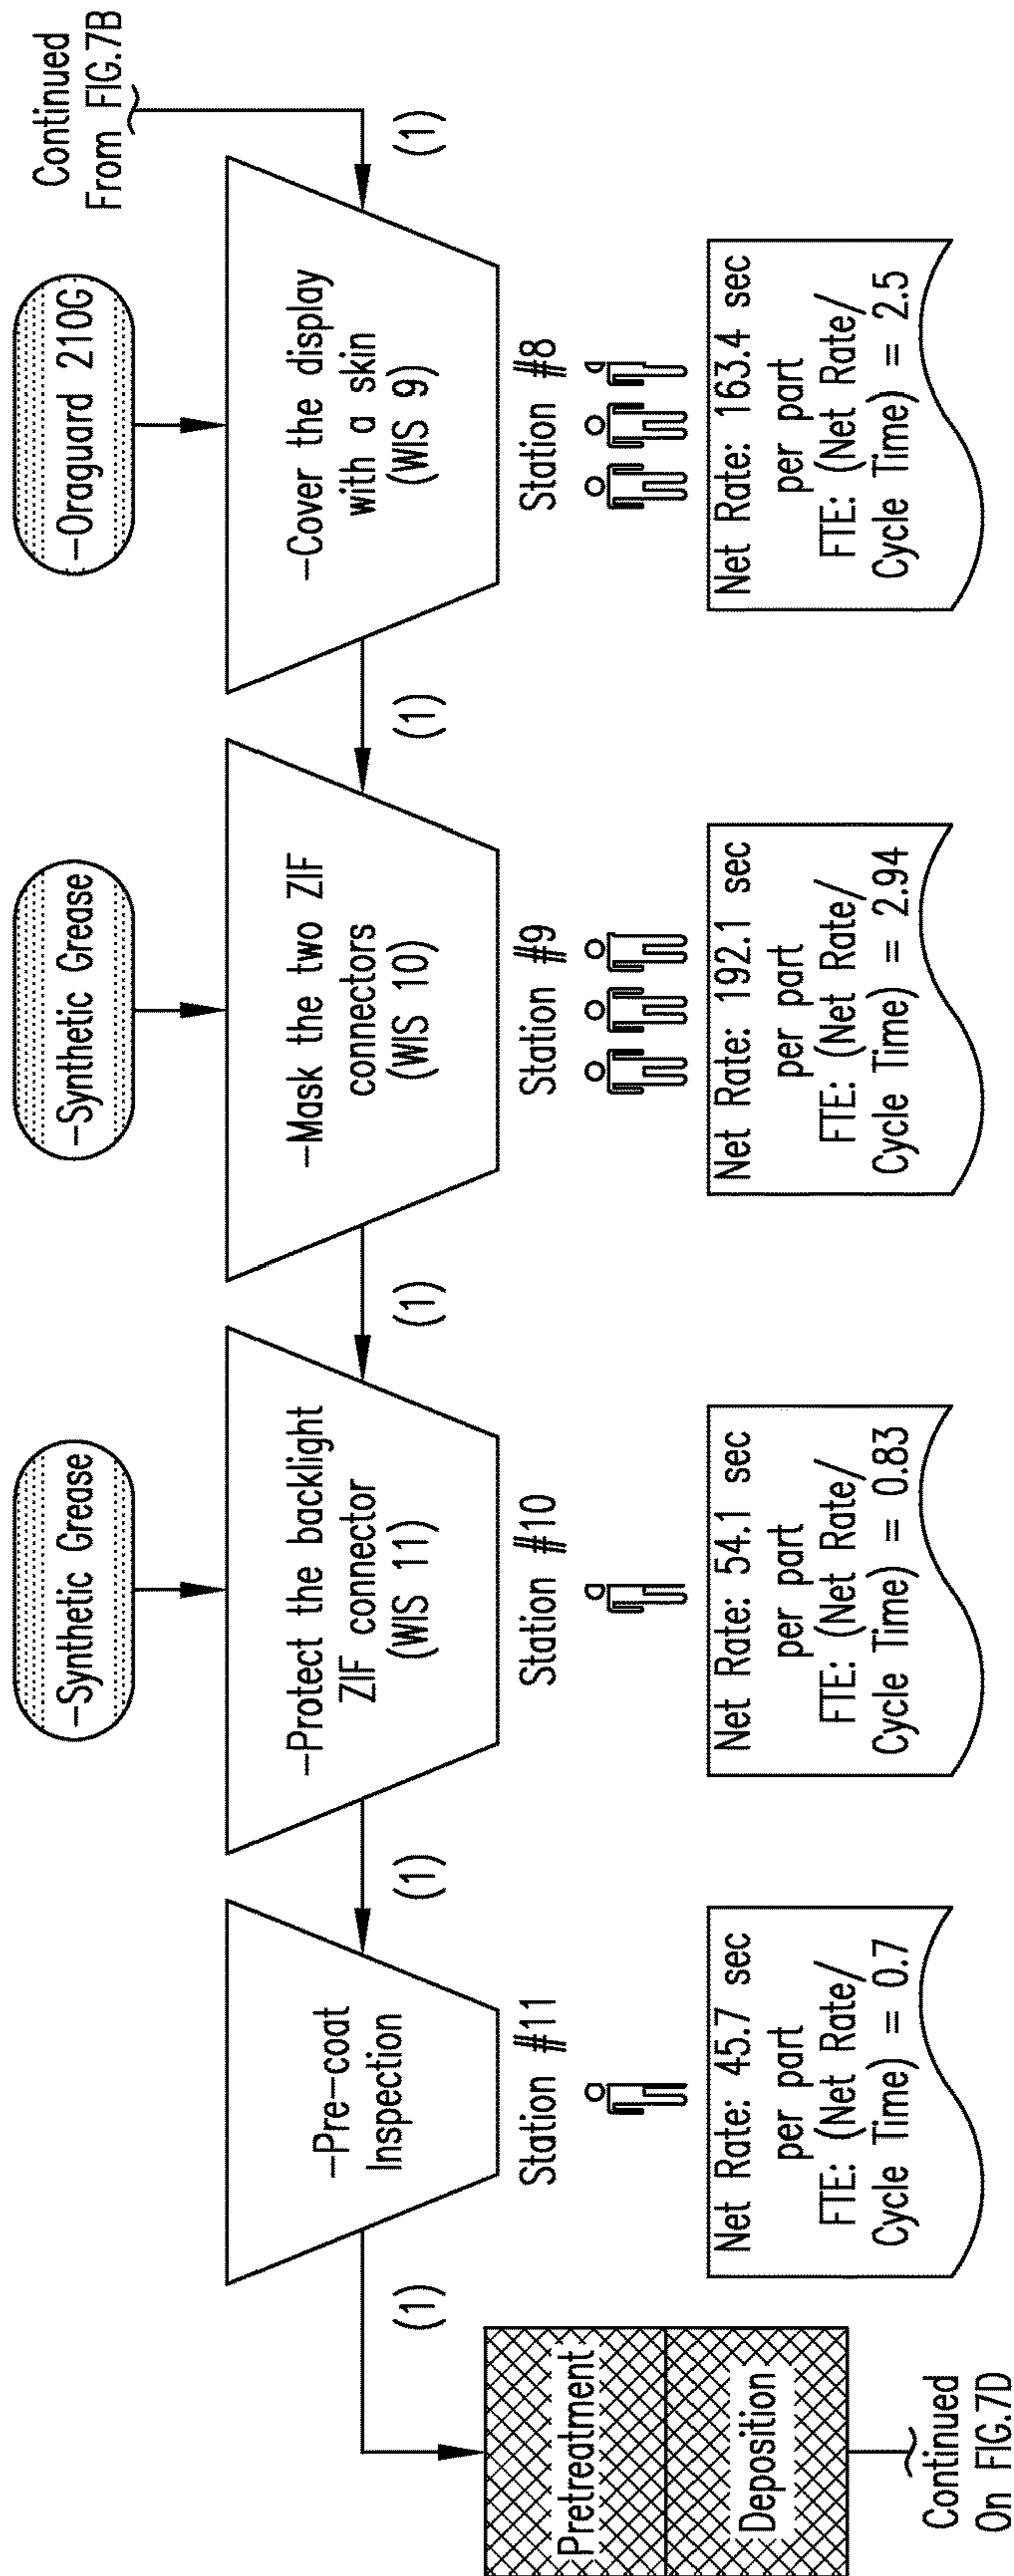 Continued
From FIG.7B
–Oraguard 210G
–Cover the display
with a skin
(WIS 9)
(1)
Station #8
Net Rate: 163.4 sec
per part
FTE: (Net Rate/
Cycle Time) = 2.5
(1)
–Synthetic Grease
–Mask the two ZIF
connectors
(WIS 10)
Station #9
Net Rate: 192.1 sec
per part
FTE: (Net Rate/
Cycle Time) = 2.94
(1)
–Synthetic Grease
–Protect the backlight
ZIF connector
(WIS 11)
Station #10
Net Rate: 54.1 sec
per part
FTE: (Net Rate/
Cycle Time) = 0.83
(1)
–Pre–coat
Inspection
Station #11
Net Rate: 45.7 sec
per part
FTE: (Net Rate/
Cycle Time) = 0.7
(1)
Pretreatment
Deposition
Continued
On FIG.7D